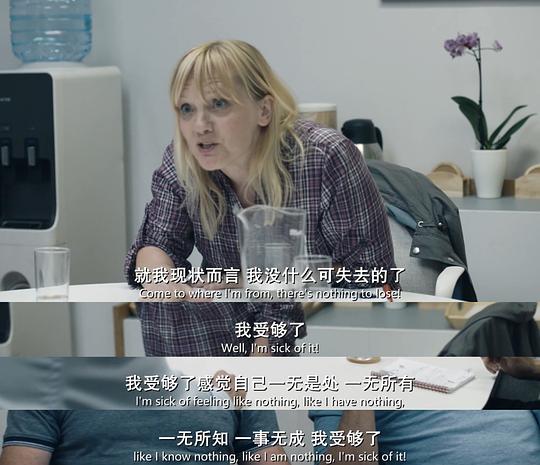 就我现状而言 我没什么可失去的了
Come to where I'm from, there's nothing to lose!
我受够了
Well, I'm sick of it!
我受够了感觉自己一无是处 一无所有
I'm sick of feeling like nothing, like I have nothing,
一无所知 一事无成 我受够了
like I know nothing, like I am nothing, I'm sick of it!